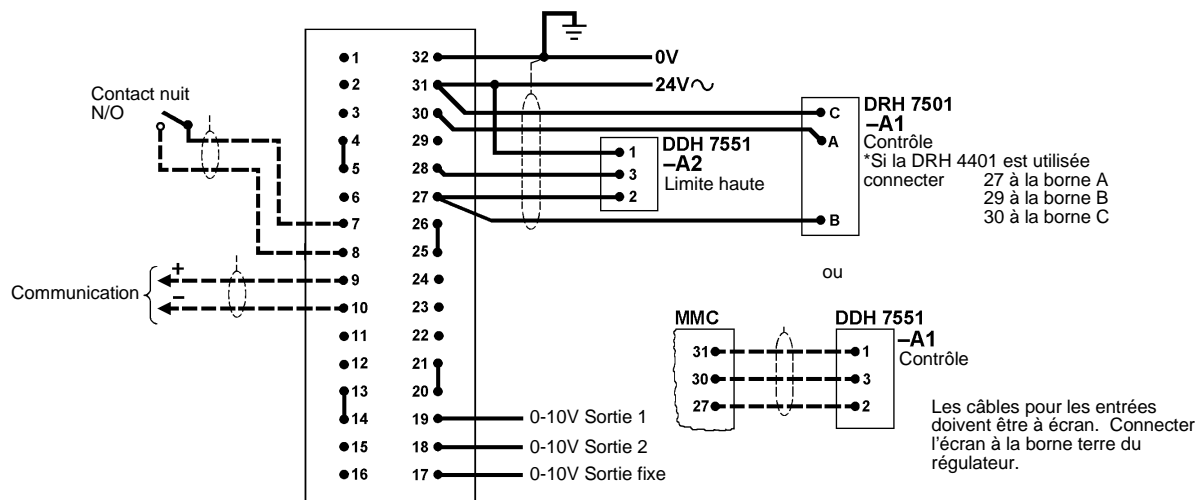 1 32 0V
2 31 24V
Contact nuit
N/O
3 30
4 29
5 28
6 27
7 26
8 25
9 24
10 23
11 22
12 21
13 20
14 19 0-10V Sortie 1
15 18 0-10V Sortie 2
16 17 0-10V Sortie fixe
+
Communication
–
1
3
2
DDH 7551
–A2
Limite haute
C
A
B
DRH 7501
–A1
Contrôle
*Si la DRH 4401 est utilisée
connecter 27 à la borne A
29 à la borne B
30 à la borne C
ou
MMC
31
30
27
DDH 7551
–A1
Contrôle
1
3
2
Les câbles pour les entrées
doivent être à écran. Connecter
l'écran à la borne terre du
régulateur.